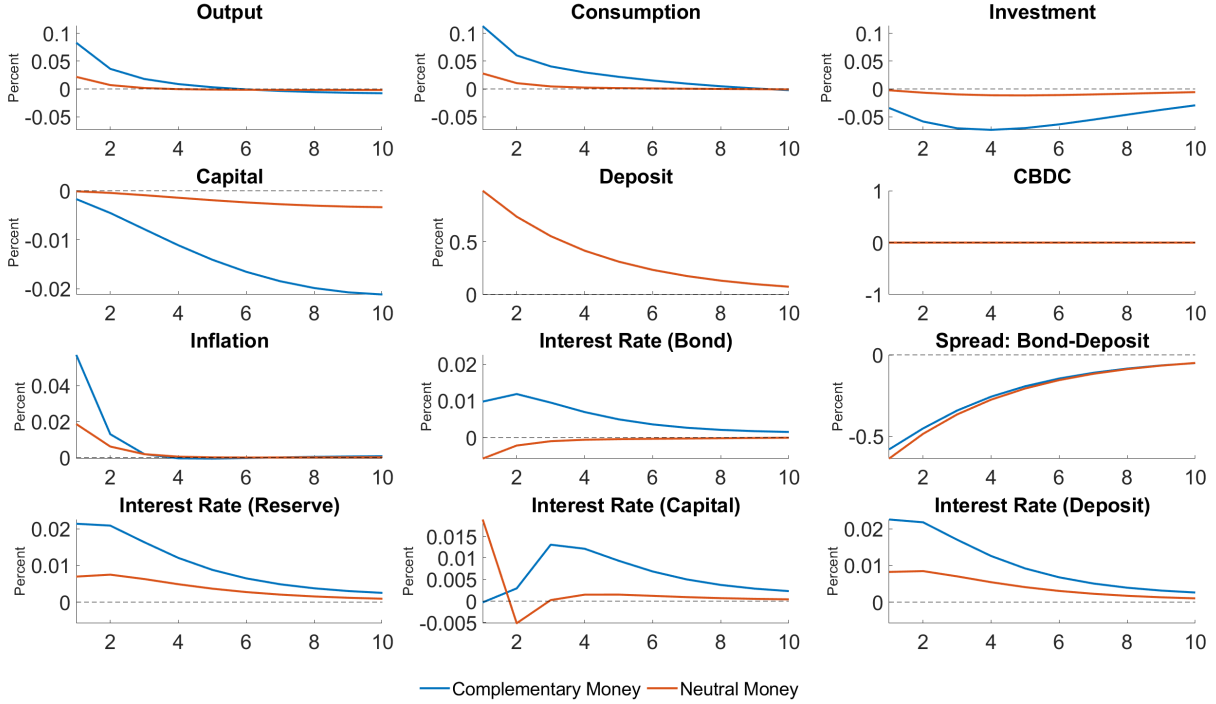 Output
Consumption
Investment
Percent
0.1
0.05
0
-0.05
2 4 6 8 10
0.1
0.05
0
-0.05
2 4 6 8 10
0.1
0.05
0
-0.05
2 4 6 8 10
Capital
Deposit
CBDC
Percent
0
-0.01
-0.02
2 4 6 8 10
Percent
0.5
0
2 4 6 8 10
Percent
1
0
-1
2 4 6 8 10
Inflation
Interest Rate (Bond)
Spread: Bond-Deposit
Percent
0.04
0.02
0
2 4 6 8 10
Percent
0.02
0.01
0
2 4 6 8 10
Percent
0
-0.5
2 4 6 8 10
Interest Rate (Reserve)
Interest Rate (Capital)
Interest Rate (Deposit)
Percent
0.02
0.01
0
2 4 6 8 10
Percent
0.015
0.01
0.005
0
-0.005
2 4 6 8 10
Percent
0.02
0.01
0
2 4 6 8 10
Complementary Money
Neutral Money